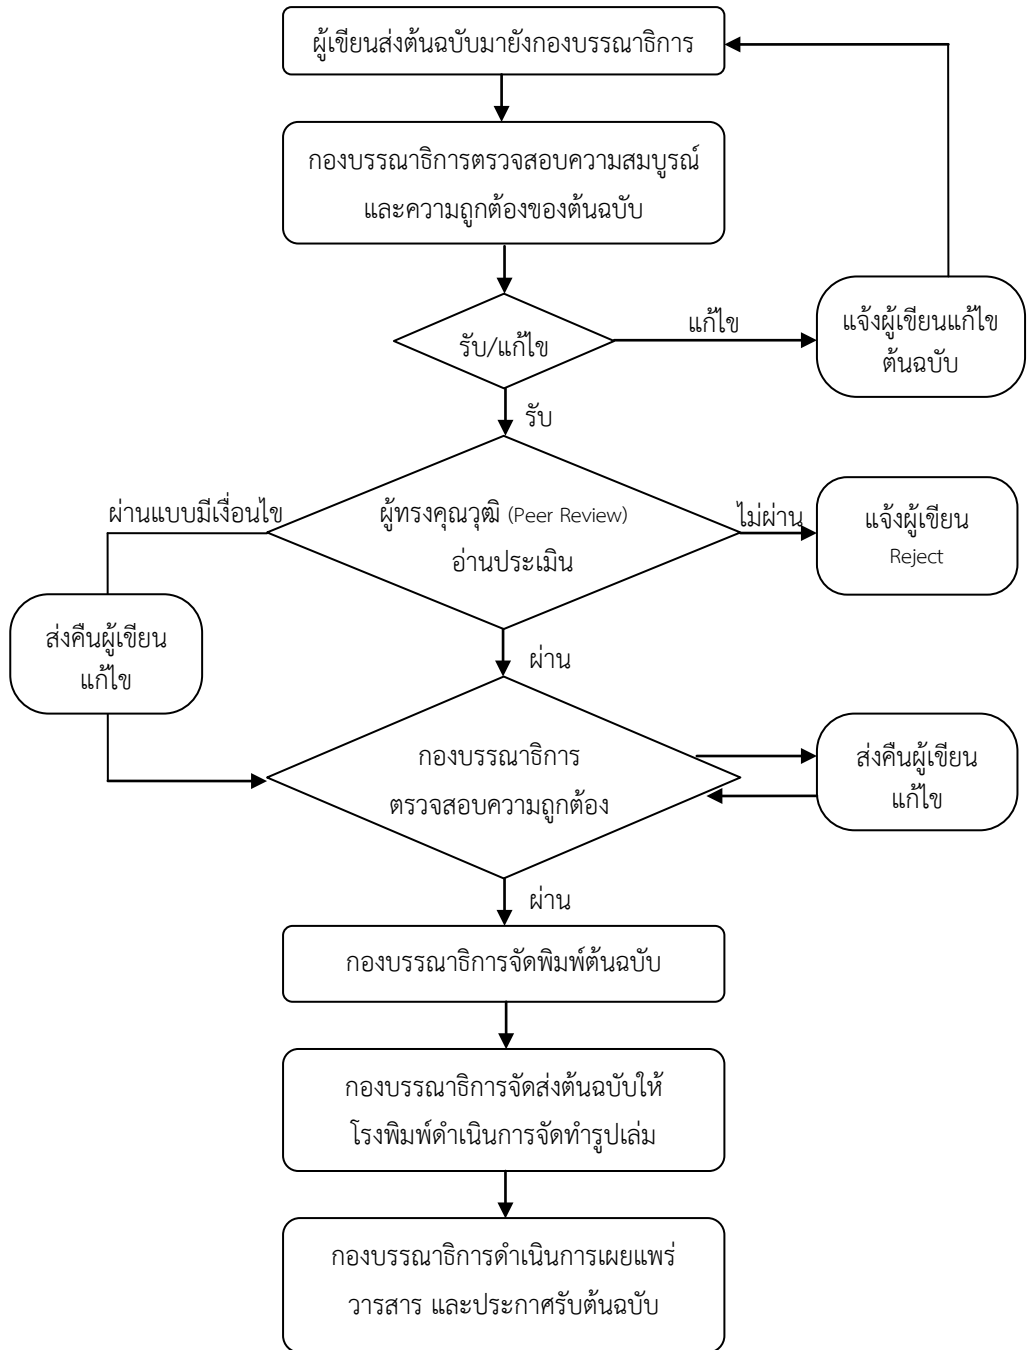 ผู้เขียนส่งต้นฉบับมายังกองบรรณาธิการ
กองบรรณาธิการตรวจสอบความสมบูรณ์
และความถูกต้องของต้นฉบับ
รับ/แก้ไข
แก้ไข
แจ้งผู้เขียนแก้ไข
ต้นฉบับ
รับ
ผ่านแบบมีเงื่อนไข
ผู้ทรงคุณวุฒิ (Peer Review)
อ่านประเมิน
ไม่ผ่าน
แจ้งผู้เขียน
Reject
ส่งคืนผู้เขียน
แก้ไข
ผ่าน
กองบรรณาธิการ
ตรวจสอบความถูกต้อง
ส่งคืนผู้เขียน
แก้ไข
ผ่าน
กองบรรณาธิการจัดพิมพ์ต้นฉบับ
กองบรรณาธิการจัดส่งต้นฉบับให้
โรงพิมพ์ดำเนินการจัดทำรูปเล่ม
กองบรรณาธิการดำเนินการเผยแพร่
วารสาร และประกาศรับต้นฉบับ